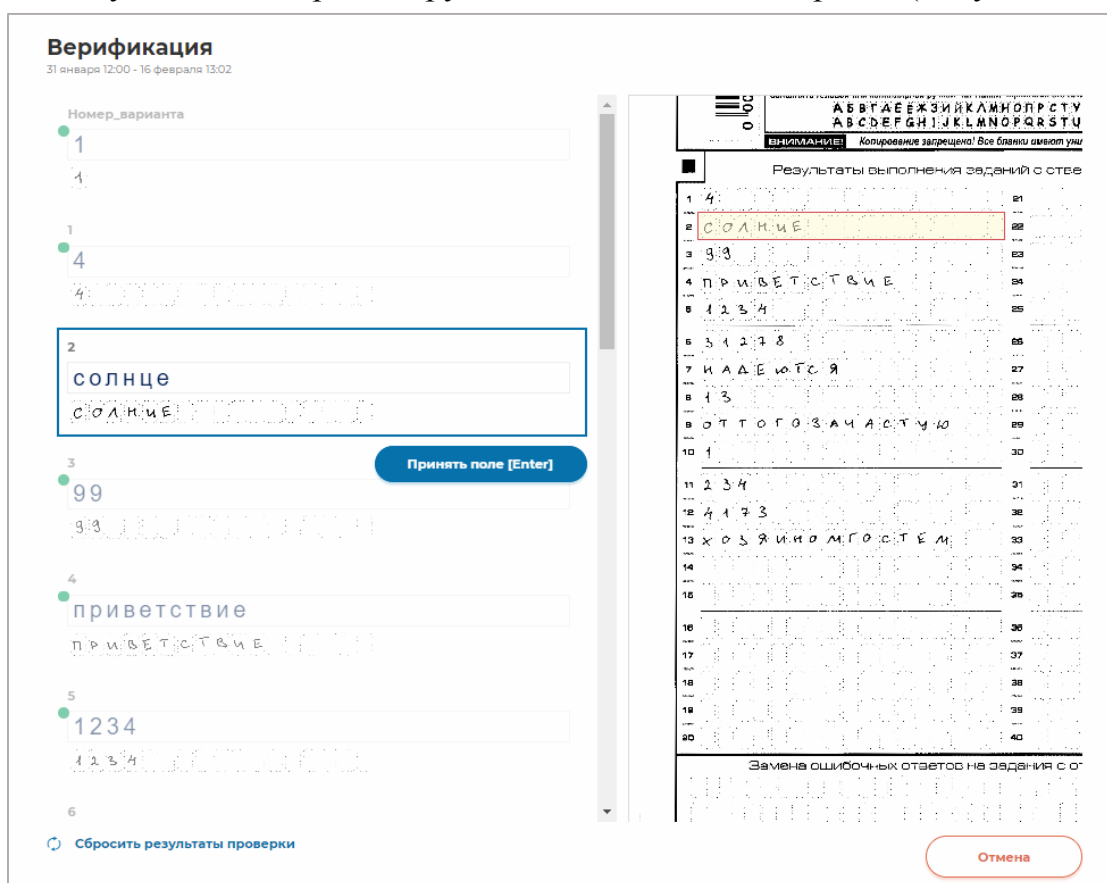 Верификация
31 января 12:00 - 16 февраля 13:02
Номер_варианта
1
1
1
4
4
2
солнце
СОЛНЦЕ
Принять поле [Enter]
3
99
99
4
приветствие
ПРИВЕТСТВИЕ
5
1234
1234
6
Сбросить результаты проверки
А Б В Г Д Е Ё Ж З И Й К Л М Н О П Р С Т У
A B C D E F G H I J K L M N O P Q R S T U
ВНИМАНИЕ! Копирование запрещено! Все бланки имеют уни
Результаты выполнения заданий с отве
1 4 21
2 СОЛНЦЕ 22
3 99 23
4 ПРИВЕТСТВИЕ 24
5 1234 25
6 31278 26
7 НАДЕЮТСЯ 27
8 13 28
9 ОТТОГОЗАЧАСТУЮ 29
10 1 30
11 234 31
12 4173 32
13 ХОЗЯИНОМГОСТЕМ 33
14 34
15 35
16 36
17 37
18 38
19 39
20 40
Замена ошибочных ответов на задания с о
Отмена